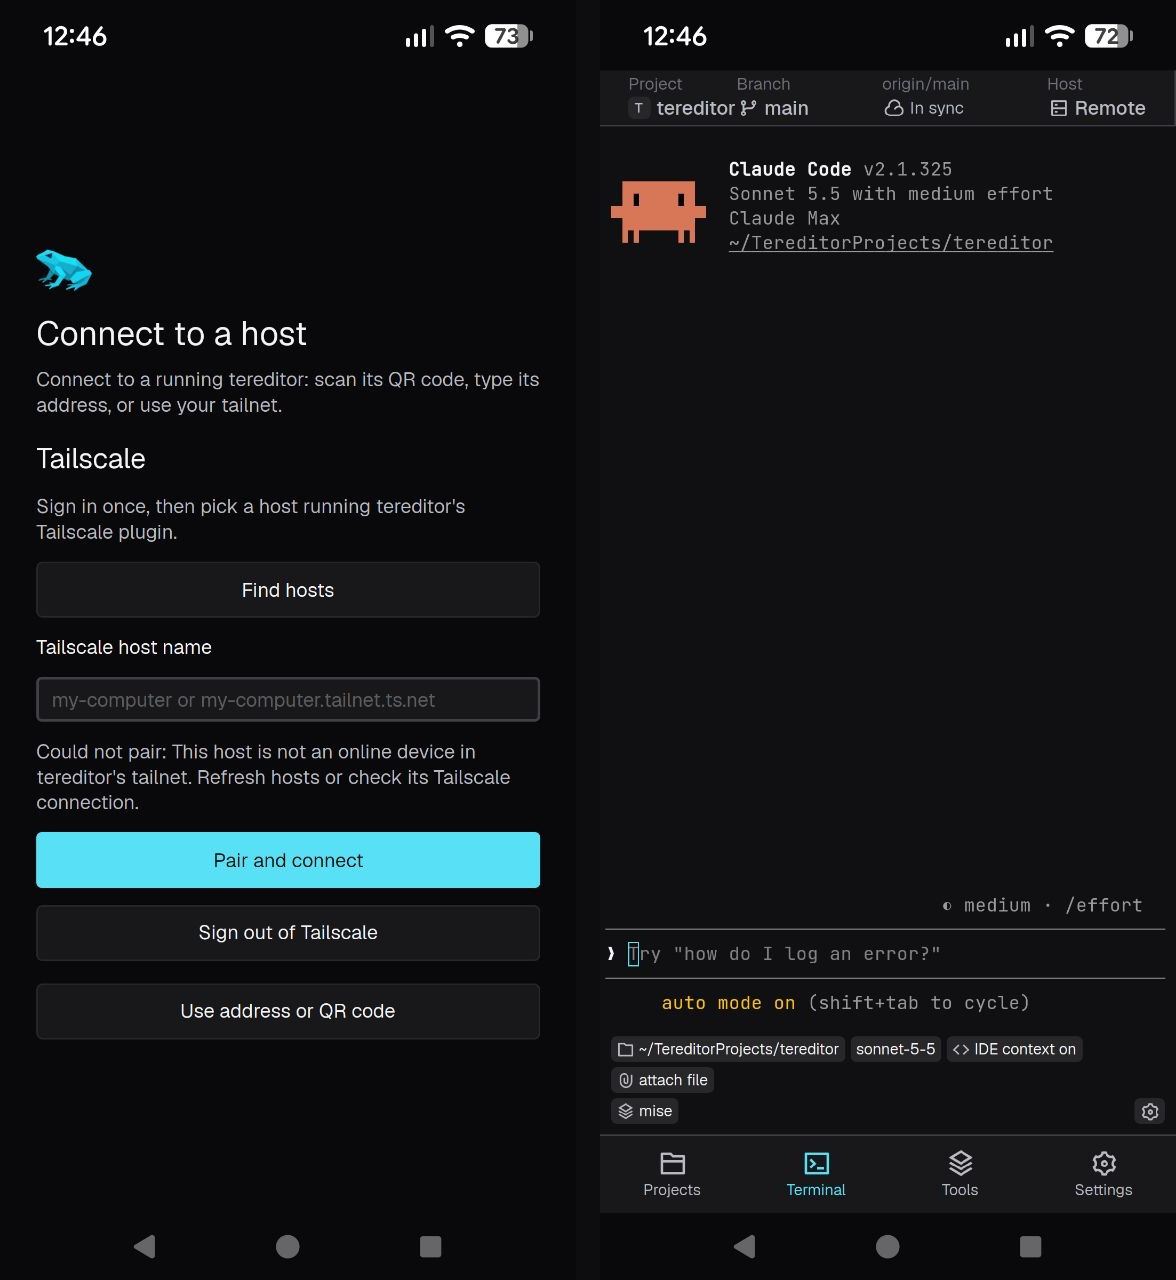 12:46
73
Connect to a host
Connect to a running tereditor: scan its QR code, type its
address, or use your tailnet.
Tailscale
Sign in once, then pick a host running tereditor's
Tailscale plugin.
Find hosts
Tailscale host name
my-computer or my-computer.tailnet.ts.net
Could not pair: This host is not an online device in
tereditor's tailnet. Refresh hosts or check its Tailscale
connection.
Pair and connect
Sign out of Tailscale
Use address or QR code
12:46
72
Project Branch origin/main Host
T tereditor main In sync Remote
Claude Code v2.1.325
Sonnet 5.5 with medium effort
Claude Max
~/TereditorProjects/tereditor
◐ medium · /effort
❯ Try "how do I log an error?"
auto mode on (shift+tab to cycle)
~/TereditorProjects/tereditor sonnet-5-5 <> IDE context on
attach file
mise
Projects Terminal Tools Settings